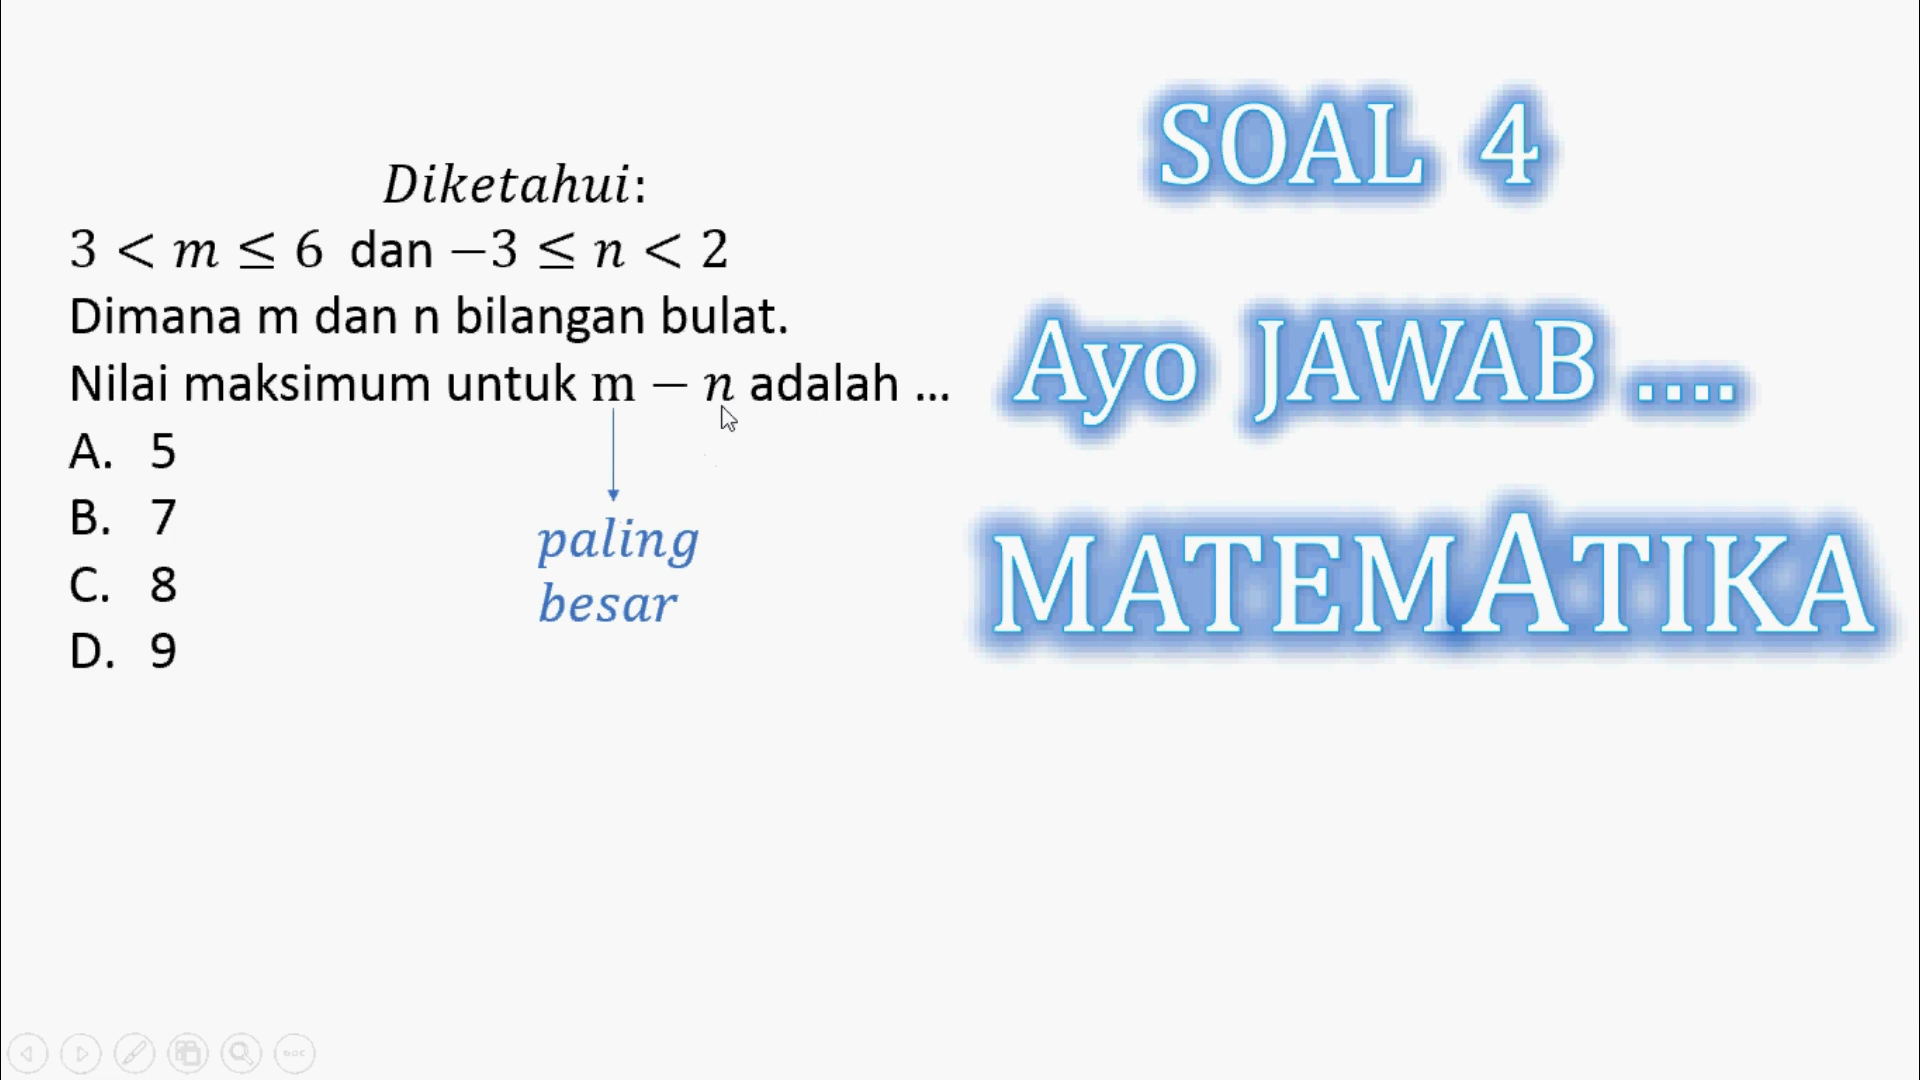 Diketahui:
3 < m ≤ 6 dan −3 ≤ n < 2
Dimana m dan n bilangan bulat.
Nilai maksimum untuk m − n adalah ...
A. 5
B. 7
C. 8
D. 9
paling
besar
SOAL 4
Ayo JAWAB ....
MATEMATIKA